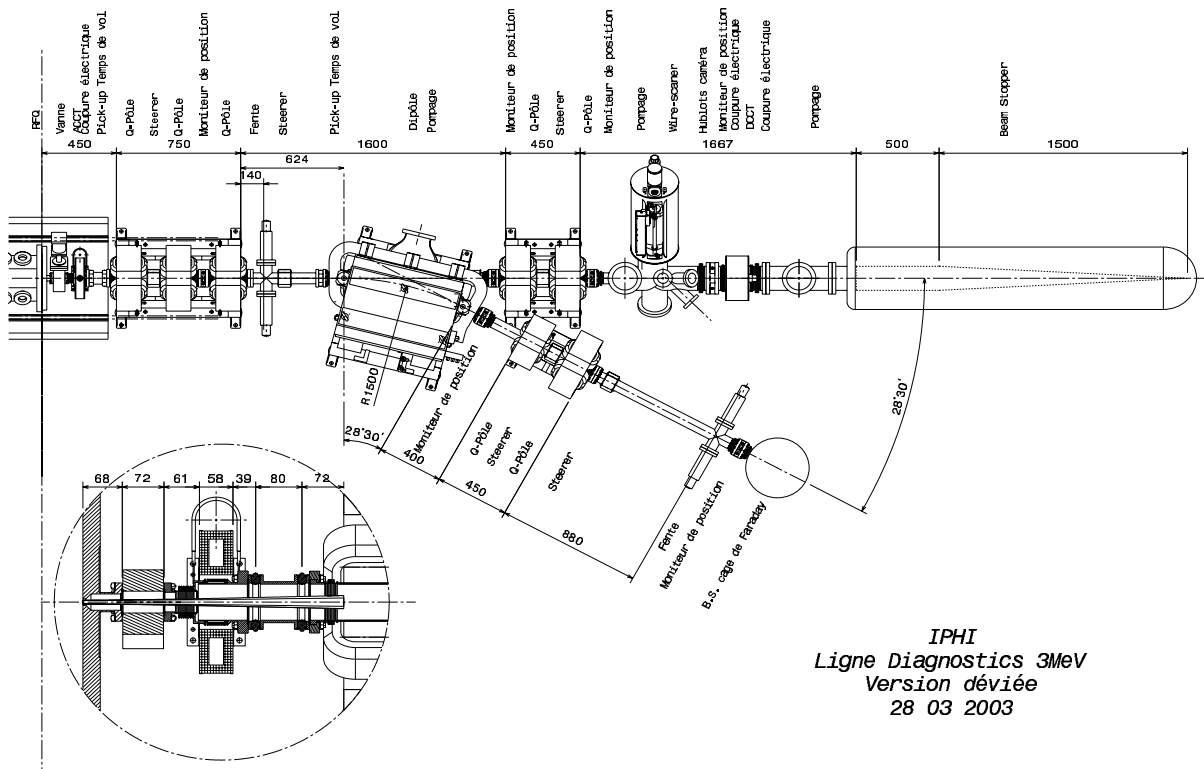 RFQ
Vanne
ACCT
Coupure électrique
Pick-up Temps de vol
Q-Pôle
Steerer
Q-Pôle
Moniteur de position
Q-Pôle
Fente
Steerer
Pick-up Temps de vol
Dipôle
Pompage
Moniteur de position
Q-Pôle
Steerer
Q-Pôle
Moniteur de position
Pompage
Wire-scaner
Hublots caméra
Moniteur de position
Coupure électrique
DCCT
Coupure électrique
Pompage
Beam Stopper
450
750
1600
450
1667
500
1500
624
140
R1500
28°30'
28°30'
400
450
880
Moniteur de position
Q-Pôle
Steerer
Q-Pôle
Steerer
Fente
Moniteur de position
B.S. cage de Faraday
68
72
61
58
39
80
72
IPHI
Ligne Diagnostics 3MeV
Version déviée
28 03 2003